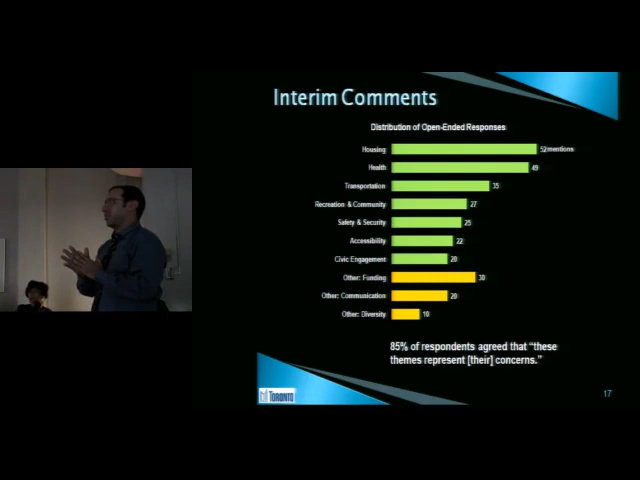 Interim Comments
Distribution of Open-Ended Responses
Housing 52 mentions
Health 49
Transportation 35
Recreation & Community 27
Safety & Security 25
Accessibility 22
Civic Engagement 20
Other: Funding 30
Other: Communication 20
Other: Diversity 10
85% of respondents agreed that “these
themes represent [their] concerns.”
TORONTO
17